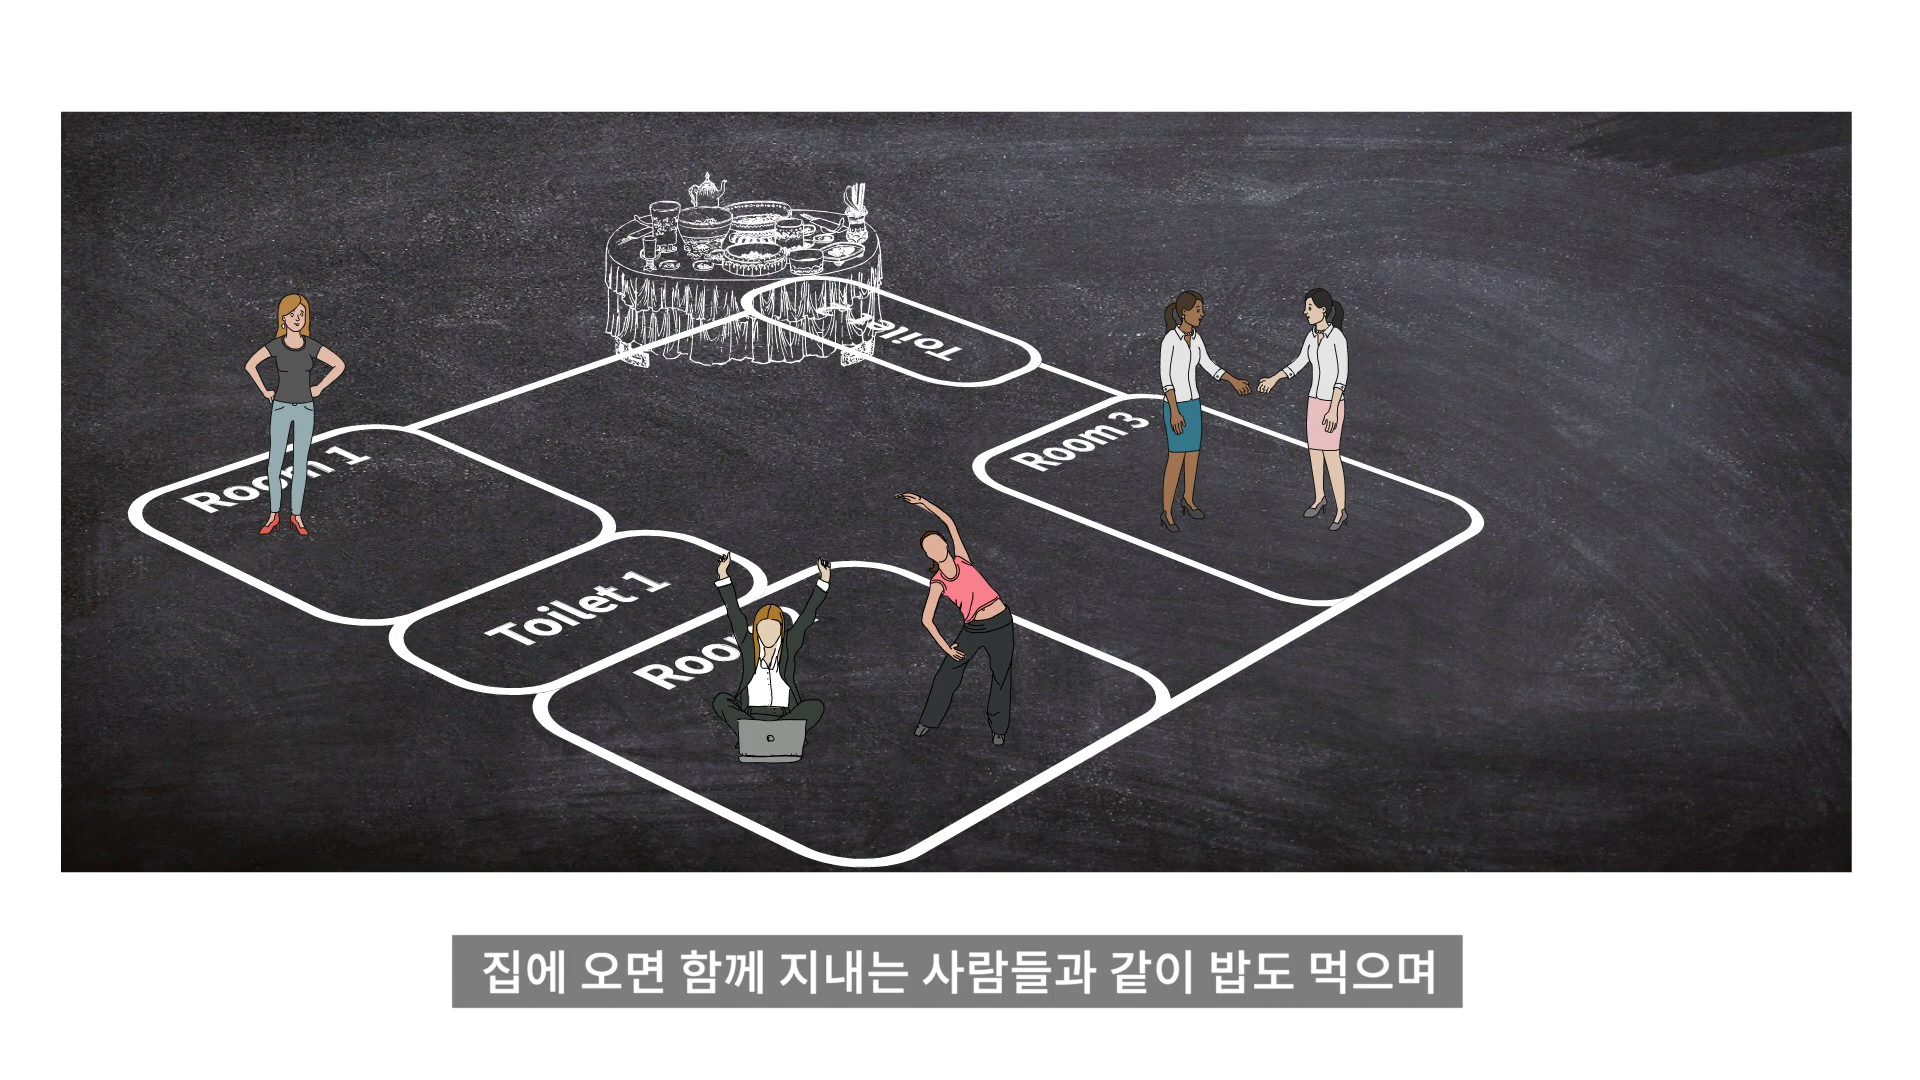 Toilet
Room 3
Room 1
Toilet 1
집에 오면 함께 지내는 사람들과 같이 밥도 먹으며